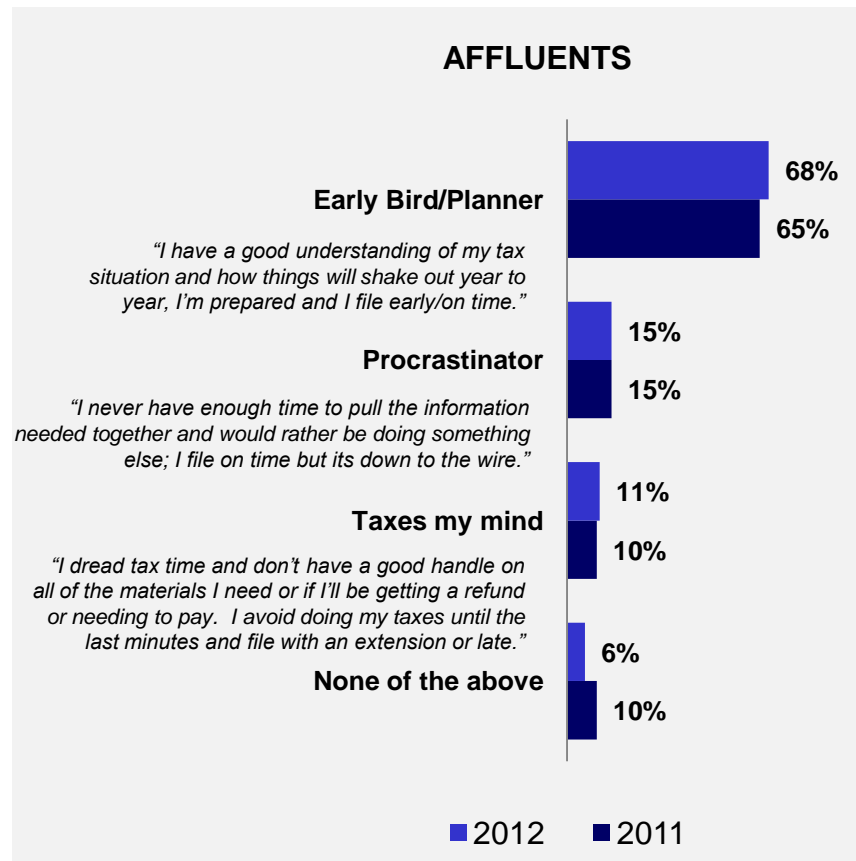 AFFLUENTS
68%
Early Bird/Planner
65%
“I have a good understanding of my tax
situation and how things will shake out year to
year, I’m prepared and I file early/on time.”
15%
Procrastinator
15%
“I never have enough time to pull the information
needed together and would rather be doing something
else; I file on time but its down to the wire.”
11%
Taxes my mind
10%
“I dread tax time and don’t have a good handle on
all of the materials I need or if I’ll be getting a refund
or needing to pay.  I avoid doing my taxes until the
last minutes and file with an extension or late.”
6%
None of the above
10%
2012 2011